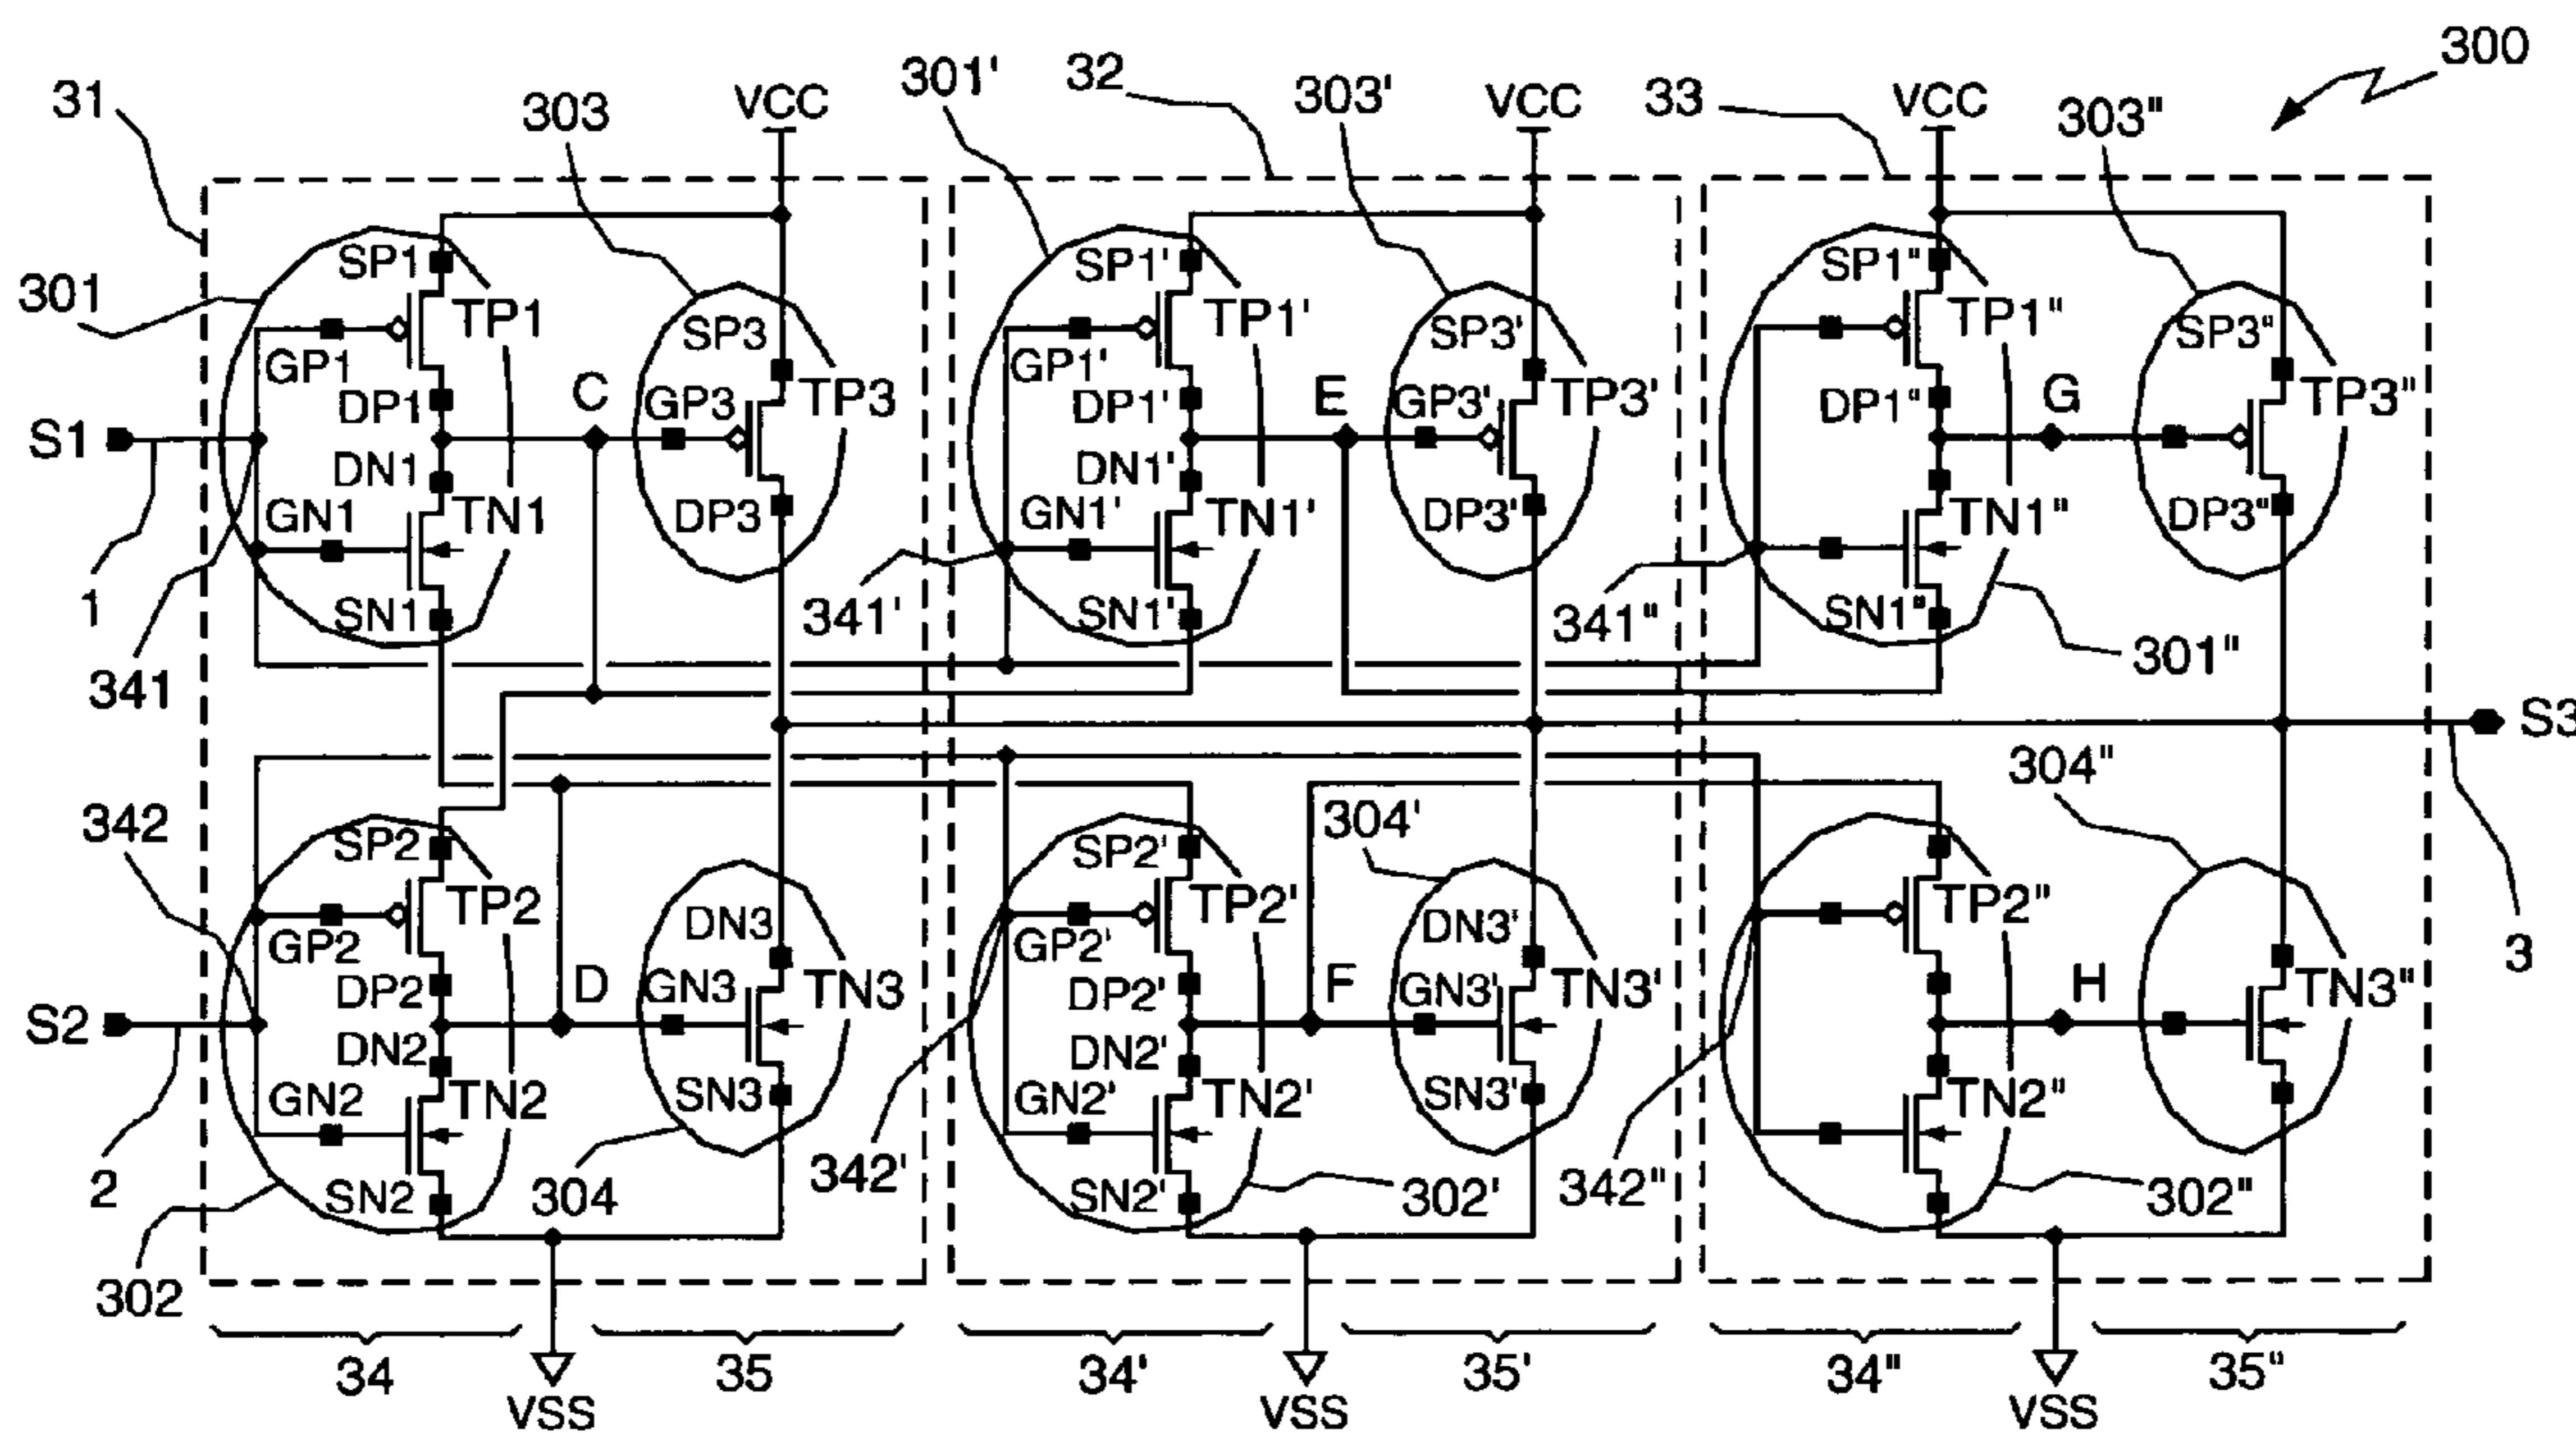 300
31
303
VCC
301'
32
303'
VCC
33
VCC
303"
301
SP1
TP1
GP1
DP1
C
SP3
GP3
TP3
SP1'
TP1'
GP1'
DP1'
E
SP3'
GP3'
TP3'
SP1"
TP1"
DP1"
G
SP3"
TP3"
S1
DN1
GN1
TN1
DP3
DN1'
GN1'
TN1'
DP3'
TN1"
DP3"
1
SN1
341
341'
SN1'
341"
SN1"
301"
S3
342
SP2
TP2
GP2
DP2
D
DN3
GN3
TN3
SP2'
TP2'
GP2'
DP2'
F
304'
DN3'
GN3'
TN3'
TP2"
H
304"
TN3"
3
S2
DN2
GN2
TN2
SN3
DN2'
GN2'
TN2'
SN3'
TN2"
2
SN2
304
342'
SN2'
302'
342"
302"
302
34
35
34'
35'
34"
35"
VSS
VSS
VSS